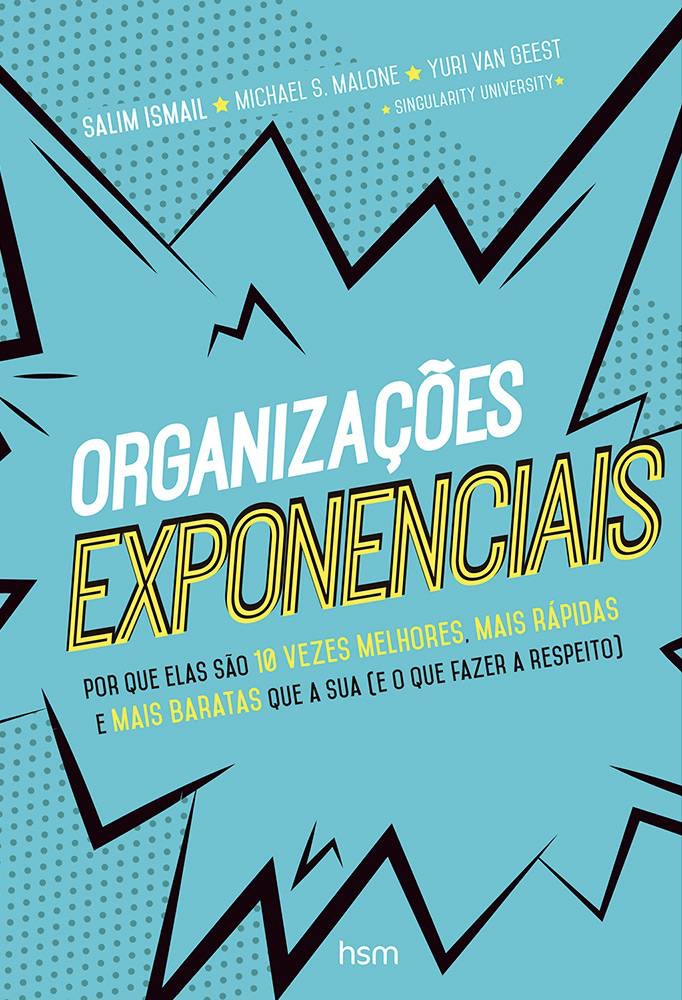 SALIM ISMAIL ★ MICHAEL S. MALONE ★ YURI VAN GEEST
★ SINGULARITY UNIVERSITY ★
ORGANIZAÇÕES
EXPONENCIAIS
POR QUE ELAS SÃO 10 VEZES MELHORES, MAIS RÁPIDAS
E MAIS BARATAS QUE A SUA (E O QUE FAZER A RESPEITO)
hsm